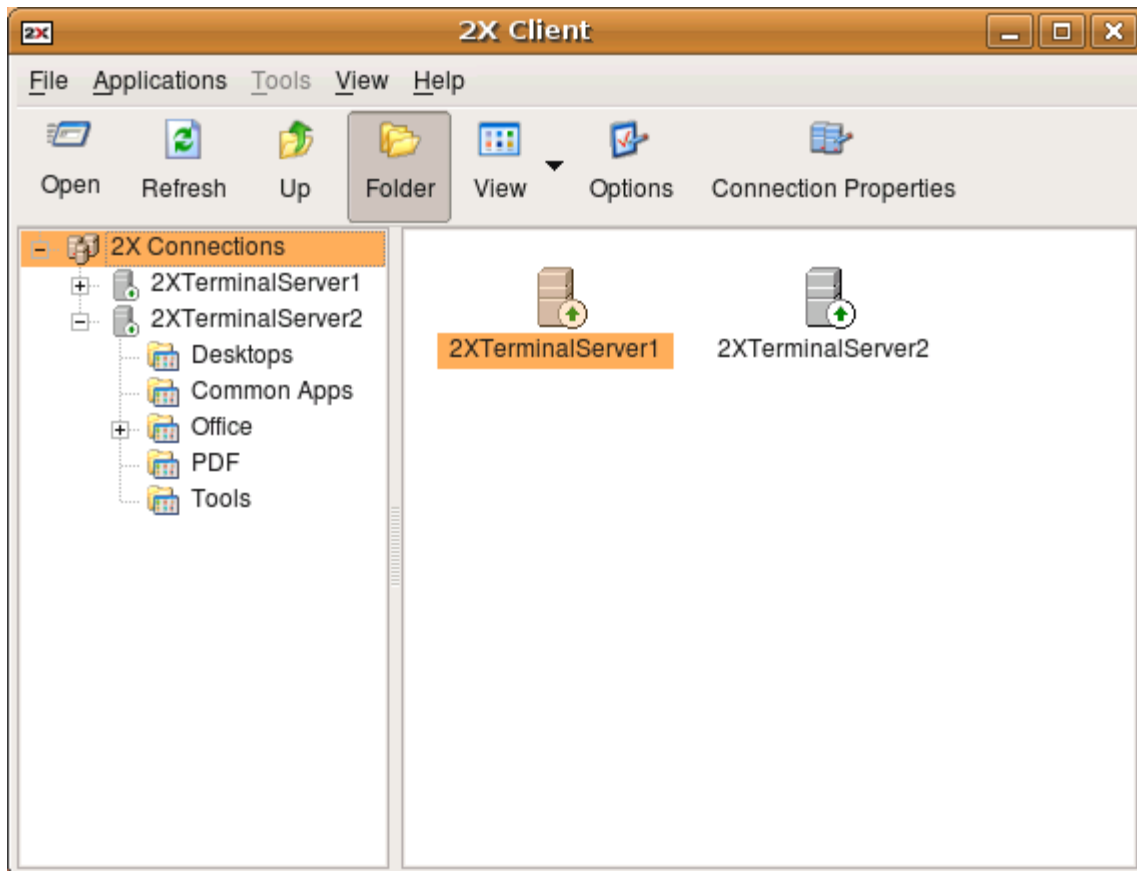 2X 2X Client
File Applications Tools View Help
Open Refresh Up Folder View Options Connection Properties
2X Connections
2XTerminalServer1
2XTerminalServer2
Desktops
Common Apps
Office
PDF
Tools
2XTerminalServer1 2XTerminalServer2